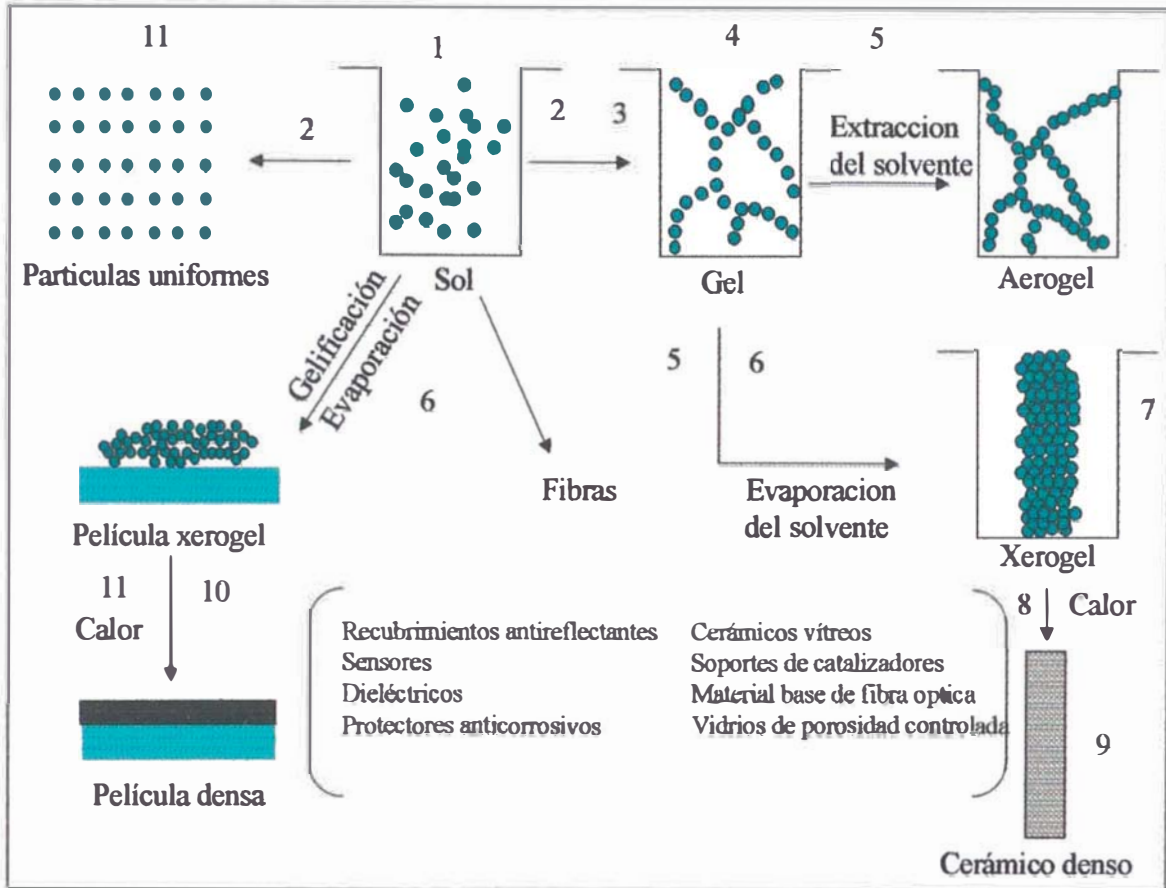 11
1
4
5
2
2
3
Extraccion
del solvente
Particulas uniformes
Sol
Gel
Aerogel
Gelificación
Evaporación
6
5
6
7
Fibras
Evaporacion
del solvente
Película xerogel
Xerogel
11
10
Calor
8
Calor
Recubrimientos antireflectantes
Sensores
Dieléctricos
Protectores anticorrosivos
Cerámicos vítreos
Soportes de catalizadores
Material base de fibra optica
Vidrios de porosidad controlada
9
Película densa
Cerámico denso